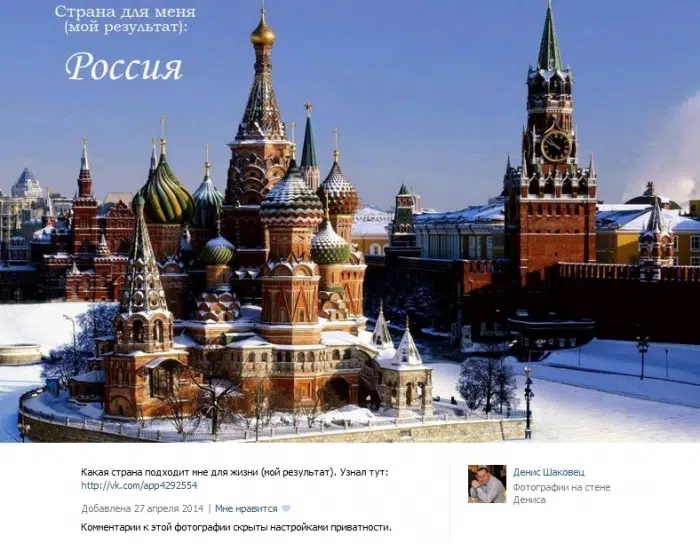 Страна для меня
(мой результат):
Россия
Какая страна подходит мне для жизни (мой результат). Узнал тут:
http://vk.com/app4292554
Добавлена 27 апреля 2014 | Мне нравится
Комментарии к этой фотографии скрыты настройками приватности.
Денис Шаковец
Фотографии на стене
Дениса